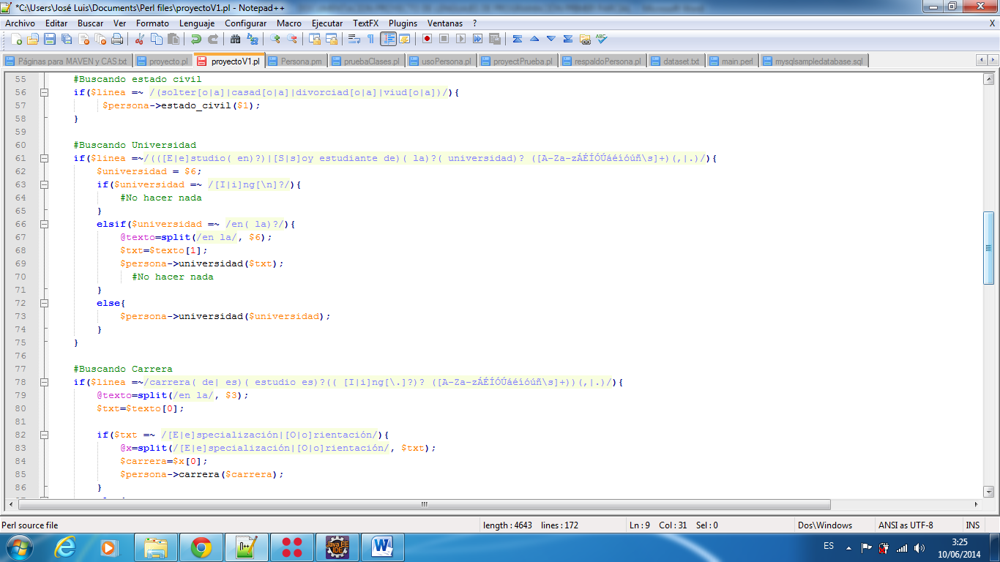 *C:\Users\José Luis\Documents\Perl files\proyectoV1.pl - Notepad++
Archivo Editar Buscar Ver Formato Lenguaje Configurar Macro Ejecutar TextFX Plugins Ventanas ? X
Páginas para MAVEN y CAS.txt proyecto.pl proyectoV1.pl Persona.pm pruebaClases.pl usoPersona.pl proyectPrueba.pl respaldoPersona.pl dataset.txt main.perl mysqlsampledatabase.sql
55 #Buscando estado civil
56 if($linea =~ /(solter[o|a]|casad[o|a]|divorciad[o|a]|viud[o|a])/){
57 $persona->estado_civil($1);
58 }
59
60 #Buscando Universidad
61 if($linea =~/(([E|e]studio( en)?)|[S|s]oy estudiante de)( la)?( universidad)? ([A-Za-zÁÉÍÓÚáéíóúñ\s]+)(,|.)/){
62 $universidad = $6;
63 if($universidad =~ /[I|i]ng[\n]?/){
64 #No hacer nada
65 }
66 elsif($universidad =~ /en( la)?/){
67 @texto=split(/en la/, $6);
68 $txt=$texto[1];
69 $persona->universidad($txt);
70 #No hacer nada
71 }
72 else{
73 $persona->universidad($universidad);
74 }
75 }
76
77 #Buscando Carrera
78 if($linea =~/carrera( de| es)( estudio es)?(( [I|i]ng[\.]?)? ([A-Za-zÁÉÍÓÚáéíóúñ\s]+))(,|.)/){
79 @texto=split(/en la/, $3);
80 $txt=$texto[0];
81
82 if($txt =~ /[E|e]specialización|[O|o]rientación/){
83 @x=split(/[E|e]specialización|[O|o]rientación/, $txt);
84 $carrera=$x[0];
85 $persona->carrera($carrera);
86 }
Perl source file length : 4643 lines : 172 Ln : 9 Col : 31 Sel : 0 Dos\Windows ANSI as UTF-8 INS
ES 3:25
10/06/2014